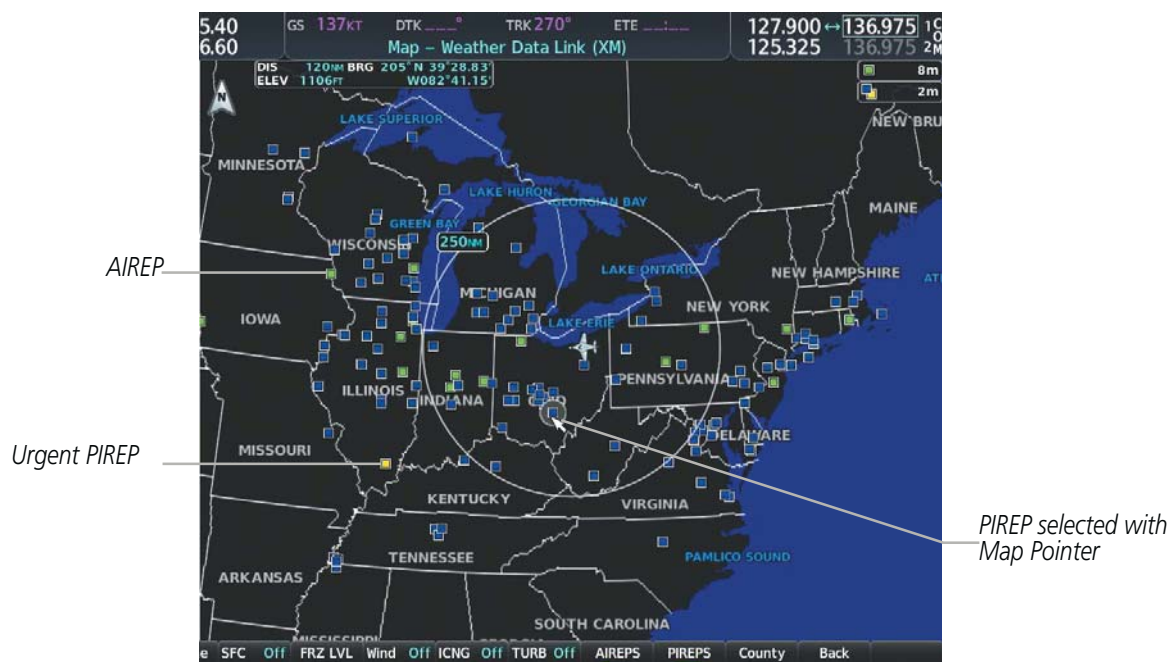 5.40
GS 137KT DTK ___° TRK 270° ETE __:__
127.900 ↔ 136.975
6.60
Map – Weather Data Link (XM)
125.325 136.975
DIS 120NM BRG 205° N 39°28.83'
ELEV 1106FT W082°41.15'
8m
2m
N
LAKE SUPERIOR
NEW BRU
MINNESOTA
LAKE HURON
GEORGIAN BAY
MAINE
GREEN BAY
WISCONSIN
250NM
AIREP
LAKE ONTARIO
NEW HAMPSHIRE
AT
MICHIGAN
NEW YORK
IOWA
LAKE ERIE
PENNSYLVANIA
ILLINOIS
INDIANA
OHIO
DELAWARE
MISSOURI
Urgent PIREP
KENTUCKY
VIRGINIA
PIREP selected with
Map Pointer
TENNESSEE
PAMLICO SOUND
ARKANSAS
SOUTH CAROLINA
MISSISSIPPI
e SFC Off FRZ LVL Wind Off ICNG Off TURB Off AIREPS PIREPS County Back